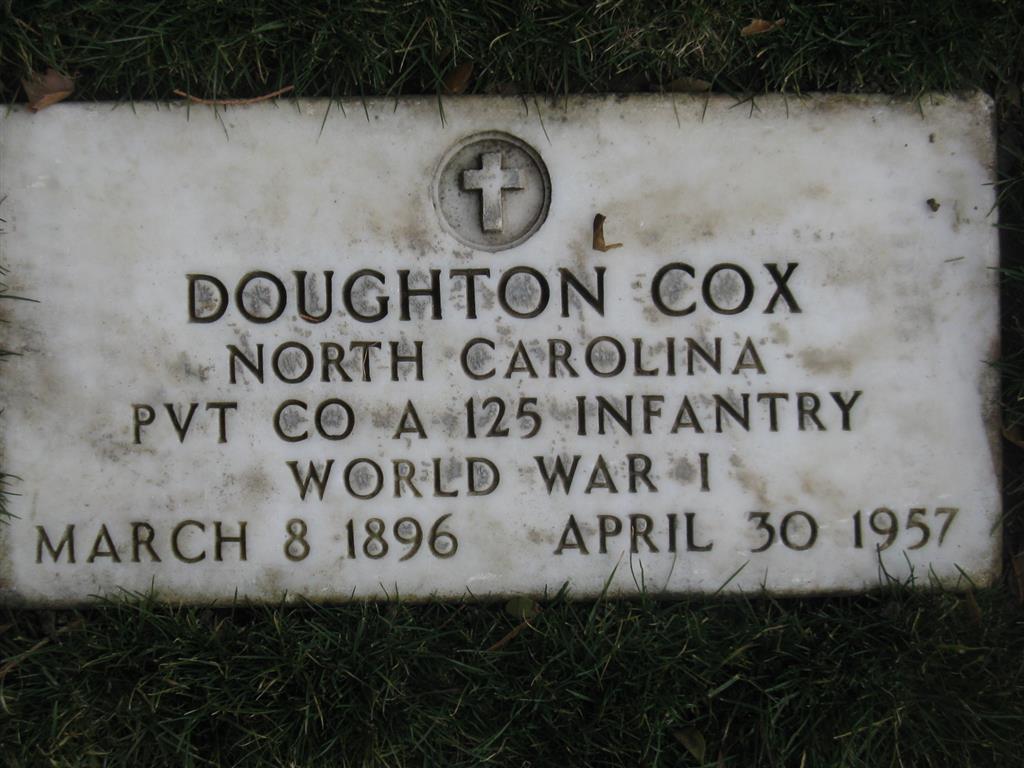 DOUGHTON COX
NORTH CAROLINA
PVT CO A 125 INFANTRY
WORLD WAR I
MARCH 8 1896 APRIL 30 1957